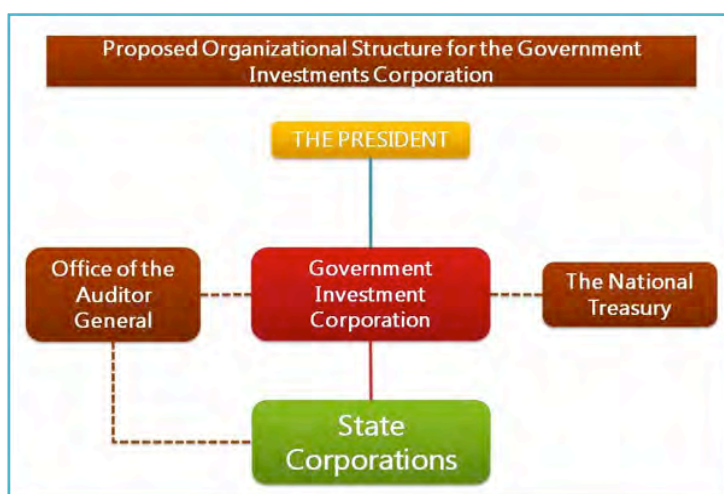 Proposed Organizational Structure for the Government
Investments Corporation
THE PRESIDENT
Office of the
Auditor
General
Government
Investment
Corporation
The National
Treasury
State
Corporations